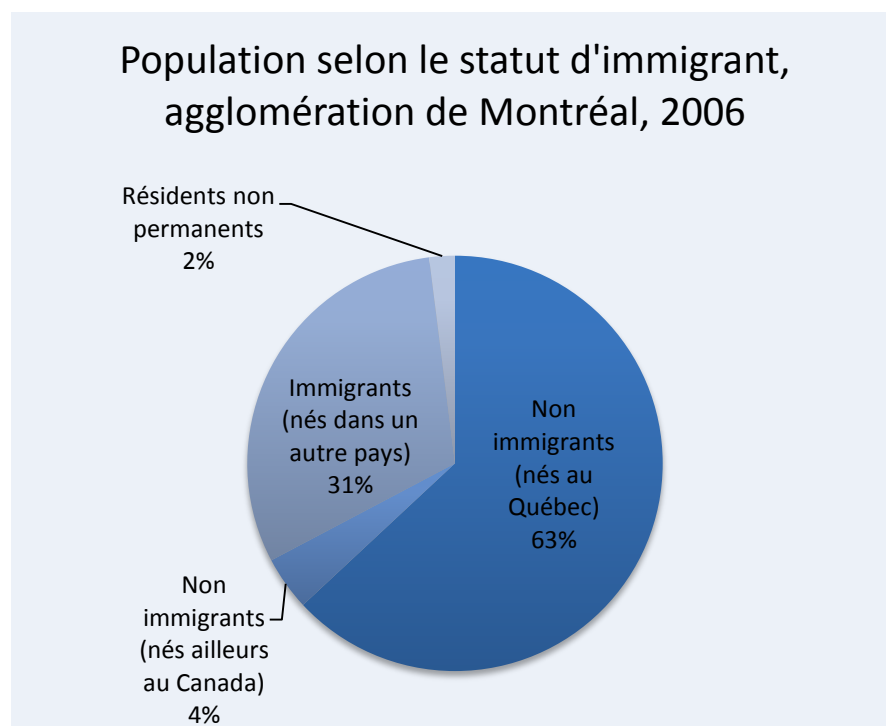 Population selon le statut d'immigrant,
agglomération de Montréal, 2006
Résidents non
permanents
2%
Immigrants
(nés dans un
autre pays)
31%
Non
immigrants
(nés au
Québec)
63%
Non
immigrants
(nés ailleurs
au Canada)
4%